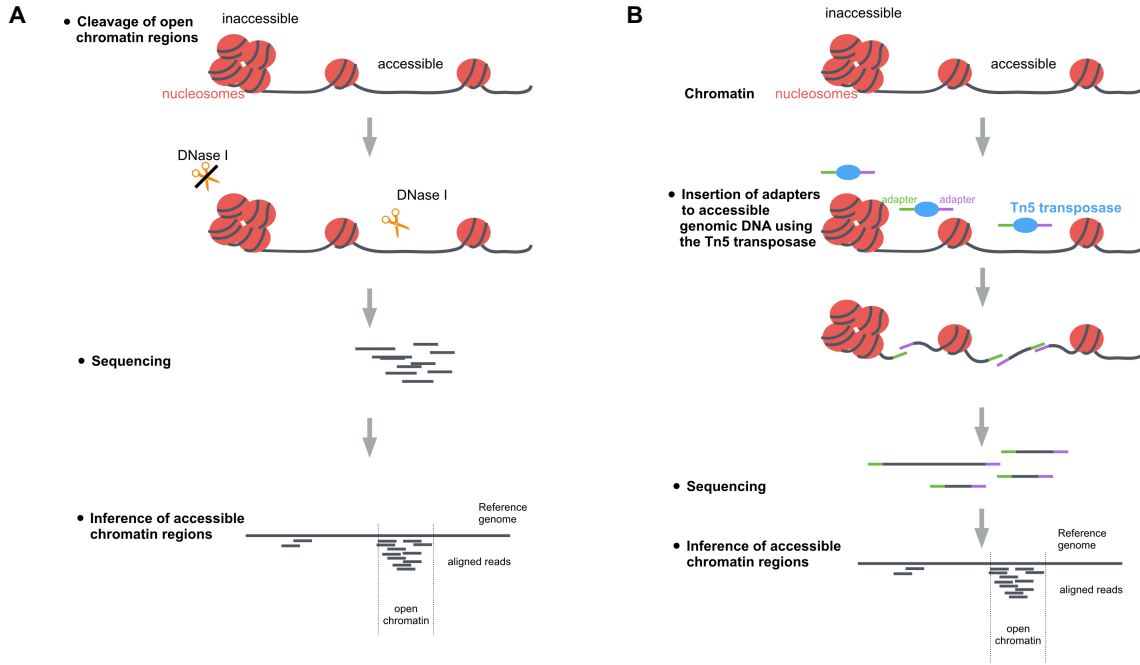 A
• Cleavage of open
chromatin regions
inaccessible
accessible
nucleosomes
DNase I
DNase I
• Sequencing
• Inference of accessible
chromatin regions
Reference
genome
aligned reads
open
chromatin
B
inaccessible
accessible
Chromatin
nucleosomes
• Insertion of adapters
to accessible
genomic DNA using
the Tn5 transposase
adapter
adapter
Tn5 transposase
• Sequencing
• Inference of accessible
chromatin regions
Reference
genome
aligned reads
open
chromatin